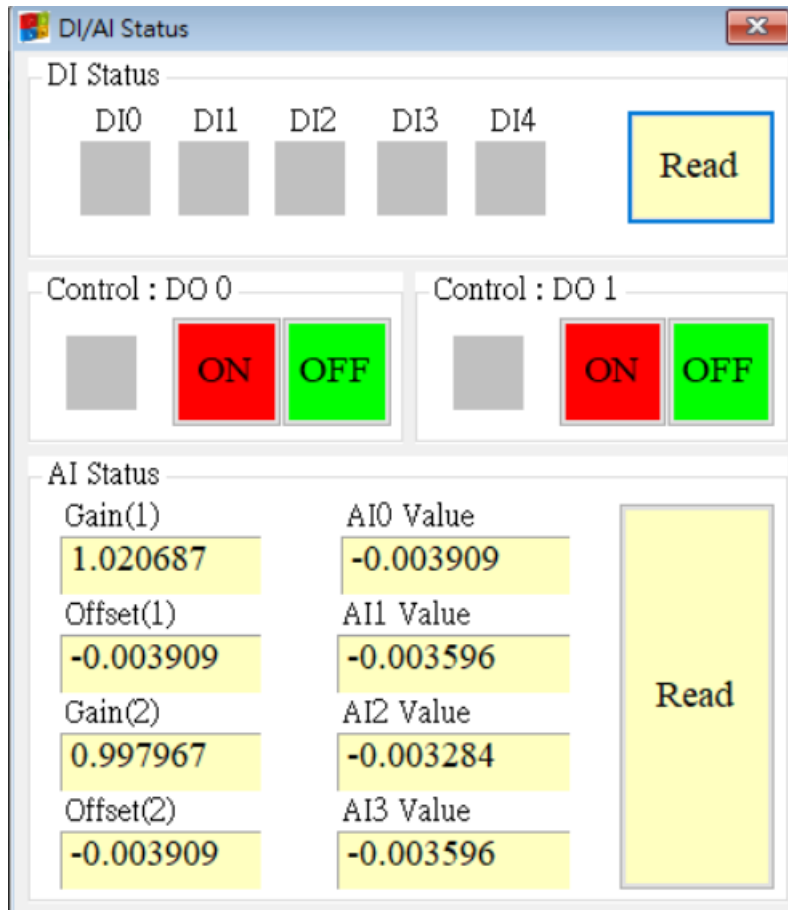 DI/AI Status
DI Status
DI0 DI1 DI2 DI3 DI4
Read
Control : DO 0 Control : DO 1
ON OFF ON OFF
AI Status
Gain(1) AI0 Value
1.020687 -0.003909
Offset(1) AI1 Value
-0.003909 -0.003596
Read
Gain(2) AI2 Value
0.997967 -0.003284
Offset(2) AI3 Value
-0.003909 -0.003596